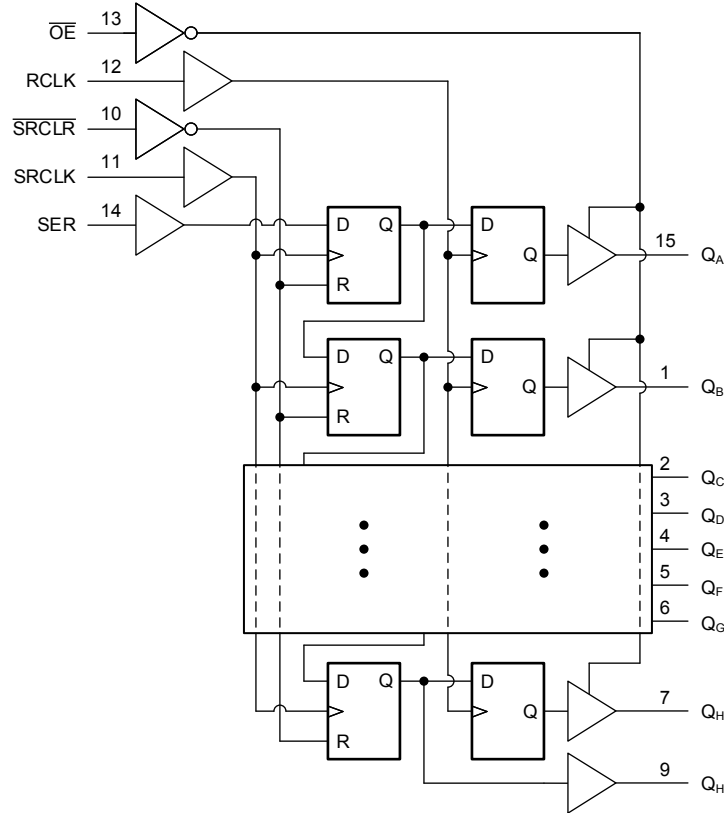 OE 13
RCLK 12
SRCLR 10
SRCLK 11
SER 14
D Q D
Q 15 QA
R
D Q D
Q 1 QB
R
2 QC
3 QD
4 QE
5 QF
6 QG
D Q D
Q 7 QH
R
9 QH